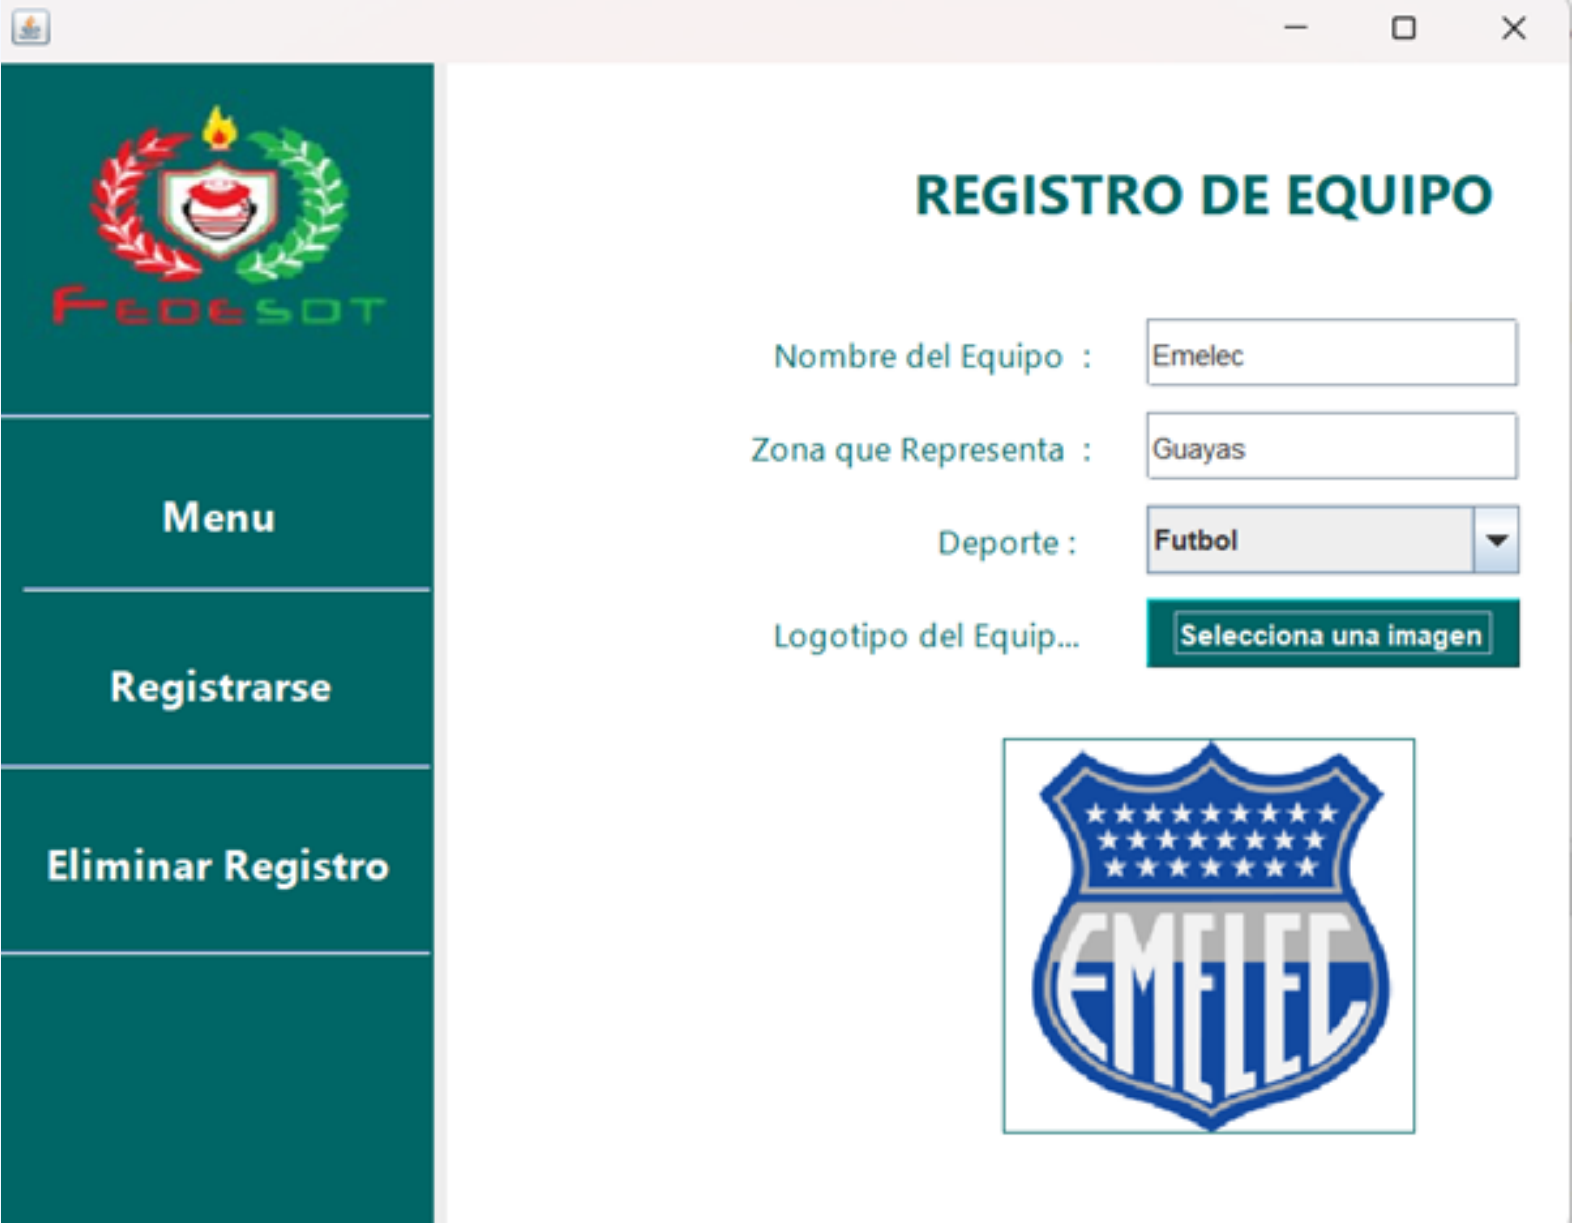 FEDESDT
Menu
Registrarse
Eliminar Registro
REGISTRO DE EQUIPO
Nombre del Equipo :
Emelec
Zona que Representa :
Guayas
Deporte :
Futbol
Logotipo del Equip...
Selecciona una imagen
EMELEC